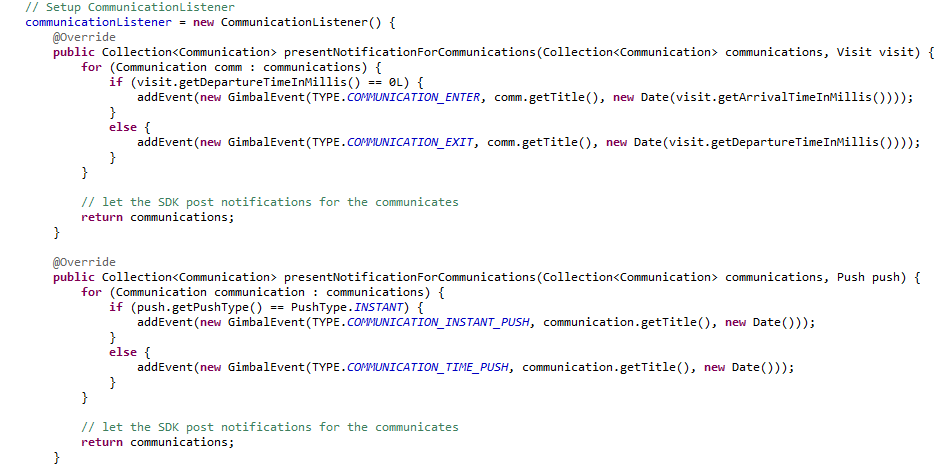 // Setup CommunicationListener
communicationListener = new CommunicationListener() {
@Override
public Collection<Communication> presentNotificationForCommunications(Collection<Communication> communications, Visit visit) {
for (Communication comm : communications) {
if (visit.getDepartureTimeInMillis() == 0L) {
addEvent(new GimbalEvent(TYPE.COMMUNICATION_ENTER, comm.getTitle(), new Date(visit.getArrivalTimeInMillis())));
}
else {
addEvent(new GimbalEvent(TYPE.COMMUNICATION_EXIT, comm.getTitle(), new Date(visit.getDepartureTimeInMillis())));
}
}
// let the SDK post notifications for the communicates
return communications;
}
@Override
public Collection<Communication> presentNotificationForCommunications(Collection<Communication> communications, Push push) {
for (Communication communication : communications) {
if (push.getPushType() == PushType.INSTANT) {
addEvent(new GimbalEvent(TYPE.COMMUNICATION_INSTANT_PUSH, communication.getTitle(), new Date()));
}
else {
addEvent(new GimbalEvent(TYPE.COMMUNICATION_TIME_PUSH, communication.getTitle(), new Date()));
}
}
// let the SDK post notifications for the communicates
return communications;
}